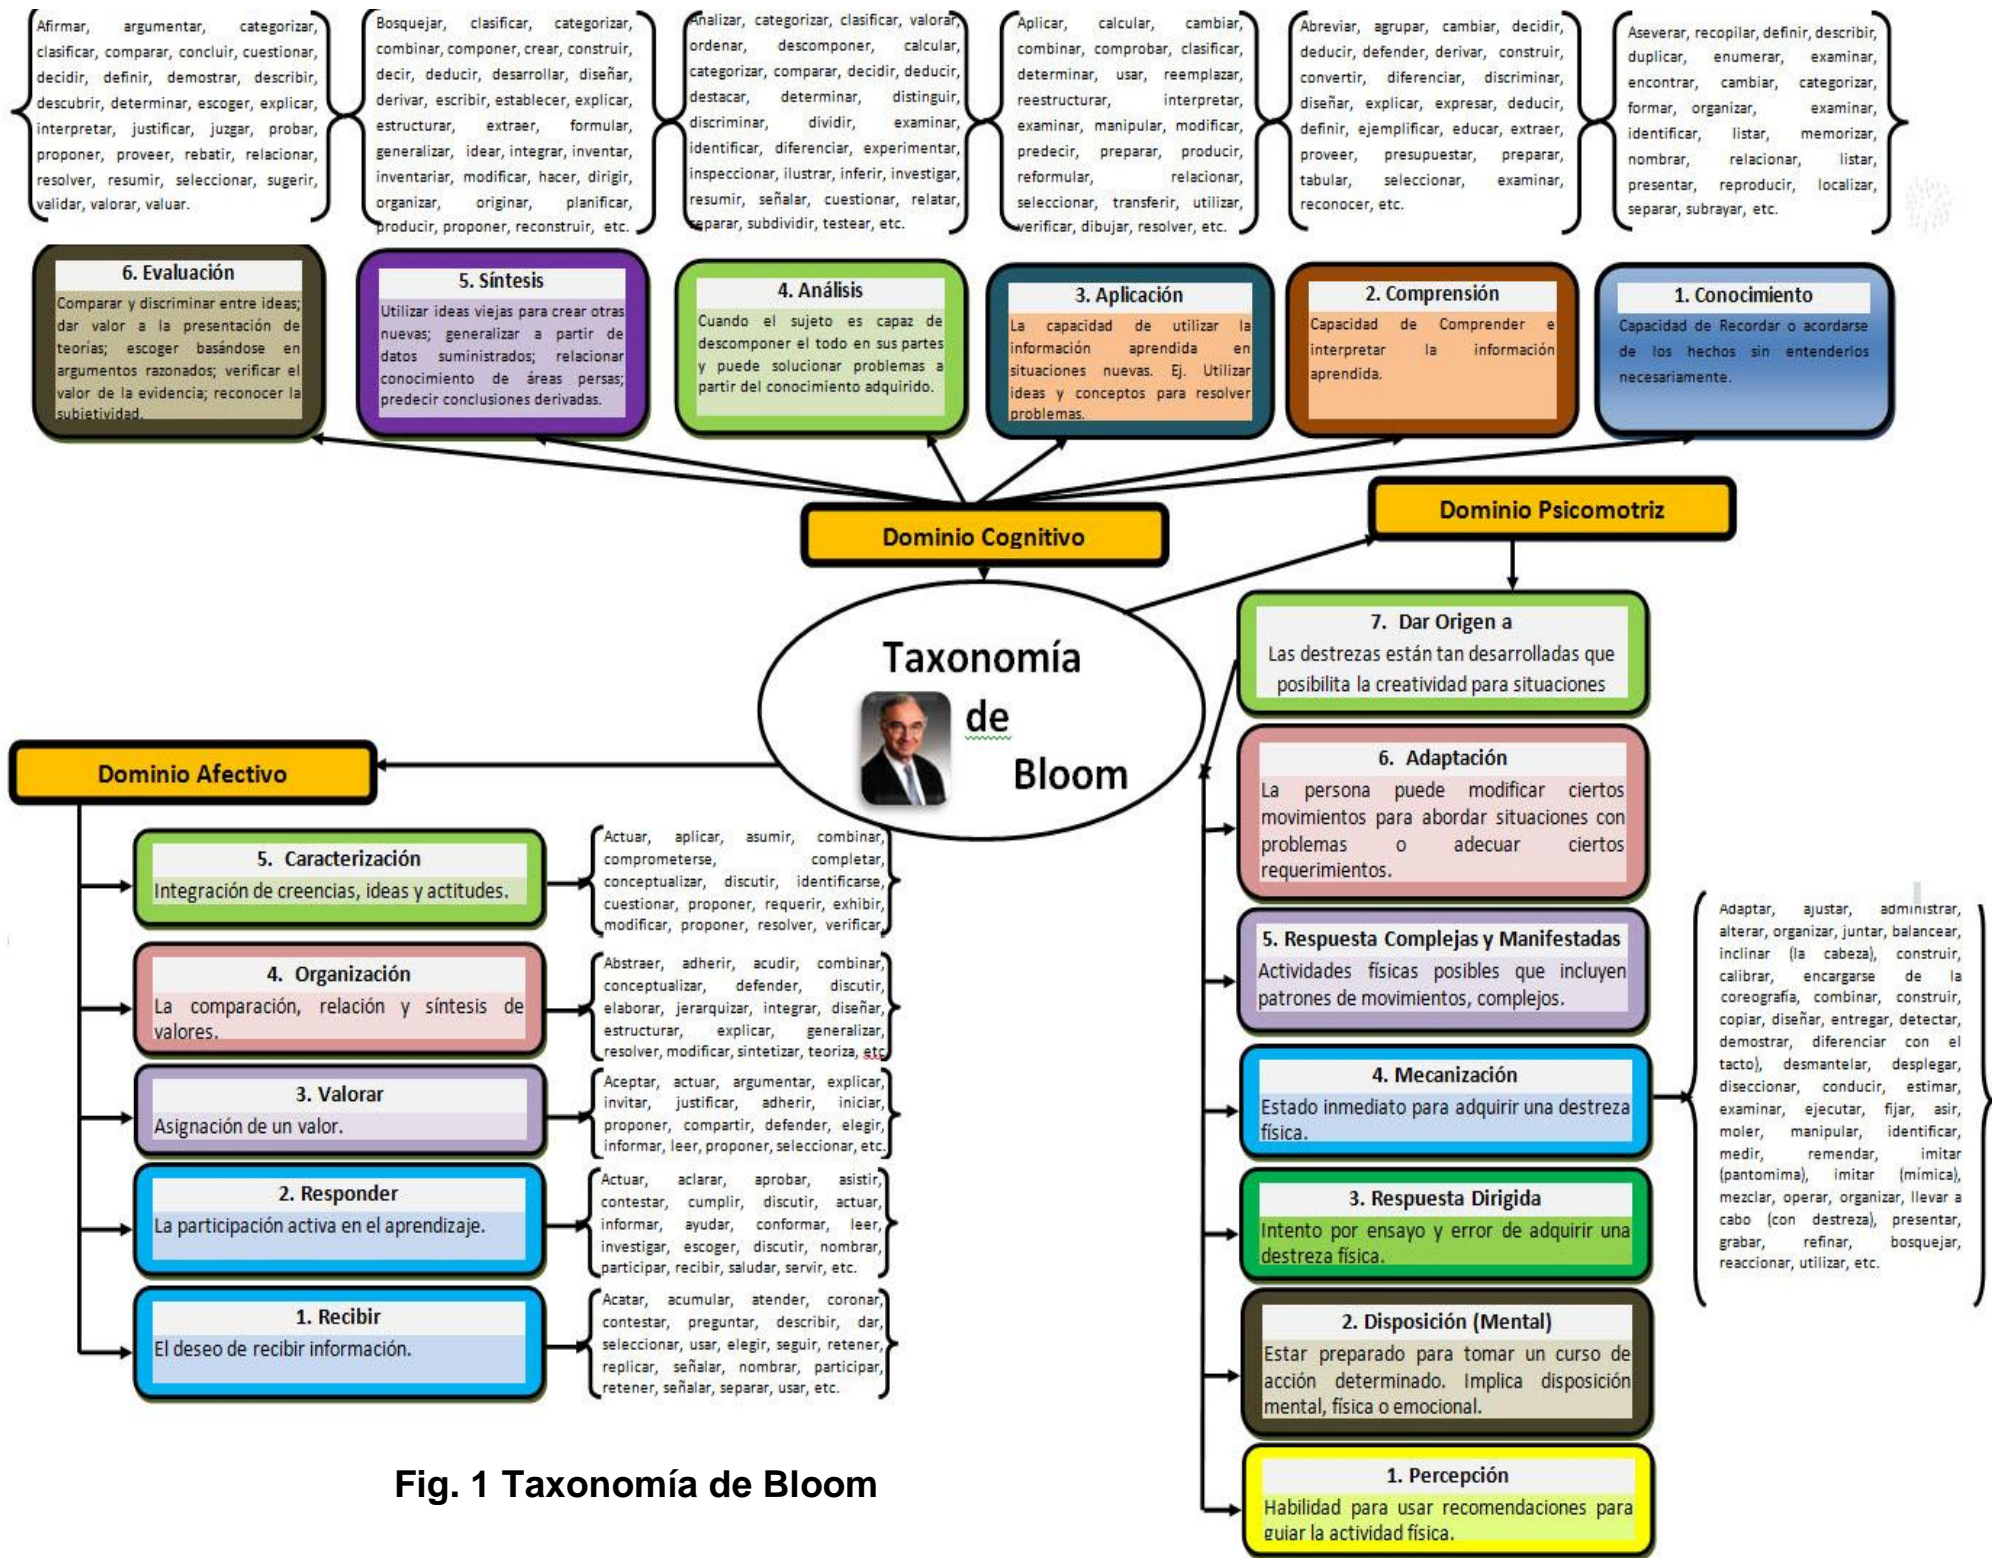 Afirmar, argumentar, categorizar,
clasificar, comparar, concluir, cuestionar,
decidir, definir, demostrar, describir,
descubrir, determinar, escoger, explicar,
interpretar, justificar, juzgar, probar,
proponer, proveer, rebatir, relacionar,
resolver, resumir, seleccionar, sugerir,
validar, valorar, valuar.
Bosquejar, clasificar, categorizar,
combinar, componer, crear, construir,
decir, deducir, desarrollar, diseñar,
derivar, escribir, establecer, explicar,
estructurar, extraer, formular,
generalizar, idear, integrar, inventar,
inventariar, modificar, hacer, dirigir,
organizar, originar, planificar,
producir, proponer, reconstruir, etc.
Analizar, categorizar, clasificar, valorar,
ordenar, descomponer, calcular,
categorizar, comparar, decidir, deducir,
destacar, determinar, distinguir,
discriminar, dividir, examinar,
identificar, diferenciar, experimentar,
inspeccionar, ilustrar, inferir, investigar,
resumir, señalar, cuestionar, relatar,
separar, subdividir, testear, etc.
Aplicar, calcular, cambiar,
combinar, comprobar, clasificar,
determinar, usar, reemplazar,
reestructurar, interpretar,
examinar, manipular, modificar,
predecir, preparar, producir,
reformular, relacionar,
seleccionar, transferir, utilizar,
verificar, dibujar, resolver, etc.
Abreviar, agrupar, cambiar, decidir,
deducir, defender, derivar, construir,
convertir, diferenciar, discriminar,
diseñar, explicar, expresar, deducir,
definir, ejemplificar, educar, extraer,
proveer, presupuestar, preparar,
tabular, seleccionar, examinar,
reconocer, etc.
Aseverar, recopilar, definir, describir,
duplicar, enumerar, examinar,
encontrar, cambiar, categorizar,
formar, organizar, examinar,
identificar, listar, memorizar,
nombrar, relacionar, listar,
presentar, reproducir, localizar,
separar, subrayar, etc.
6. Evaluación
Comparar y discriminar entre ideas;
dar valor a la presentación de
teorías; escoger basándose en
argumentos razonados; verificar el
valor de la evidencia; reconocer la
subjetividad.
5. Síntesis
Utilizar ideas viejas para crear otras
nuevas; generalizar a partir de
datos suministrados; relacionar
conocimiento de áreas persas;
predecir conclusiones derivadas.
4. Análisis
Cuando el sujeto es capaz de
descomponer el todo en sus partes
y puede solucionar problemas a
partir del conocimiento adquirido.
3. Aplicación
La capacidad de utilizar la
información aprendida en
situaciones nuevas. Ej. Utilizar
ideas y conceptos para resolver
problemas.
2. Comprensión
Capacidad de Comprender e
interpretar la información
aprendida.
1. Conocimiento
Capacidad de Recordar o acordarse
de los hechos sin entenderlos
necesariamente.
Dominio Cognitivo
Dominio Psicomotriz
Taxonomía
de
Bloom
Dominio Afectivo
5. Caracterización
Integración de creencias, ideas y actitudes.
Actuar, aplicar, asumir, combinar,
comprometerse, completar,
conceptualizar, discutir, identificarse,
cuestionar, proponer, requerir, exhibir,
modificar, proponer, resolver, verificar,
4. Organización
La comparación, relación y síntesis de
valores.
Abstraer, adherir, acudir, combinar,
conceptualizar, defender, discutir,
elaborar, jerarquizar, integrar, diseñar,
estructurar, explicar, generalizar,
resolver, modificar, sintetizar, teoriza, etc
3. Valorar
Asignación de un valor.
Aceptar, actuar, argumentar, explicar,
invitar, justificar, adherir, iniciar,
proponer, compartir, defender, elegir,
informar, leer, proponer, seleccionar, etc.
2. Responder
La participación activa en el aprendizaje.
Actuar, aclarar, aprobar, asistir,
contestar, cumplir, discutir, actuar,
informar, ayudar, conformar, leer,
investigar, escoger, discutir, nombrar,
participar, recibir, saludar, servir, etc.
1. Recibir
El deseo de recibir información.
Acatar, acumular, atender, coronar,
contestar, preguntar, describir, dar,
seleccionar, usar, elegir, seguir, retener,
replicar, señalar, nombrar, participar,
retener, señalar, separar, usar, etc.
7. Dar Origen a
Las destrezas están tan desarrolladas que
posibilita la creatividad para situaciones
6. Adaptación
La persona puede modificar ciertos
movimientos para abordar situaciones con
problemas o adecuar ciertos
requerimientos.
5. Respuesta Complejas y Manifestadas
Actividades físicas posibles que incluyen
patrones de movimientos, complejos.
4. Mecanización
Estado inmediato para adquirir una destreza
física.
3. Respuesta Dirigida
Intento por ensayo y error de adquirir una
destreza física.
2. Disposición (Mental)
Estar preparado para tomar un curso de
acción determinado. Implica disposición
mental, física o emocional.
1. Percepción
Habilidad para usar recomendaciones para
guiar la actividad física.
Adaptar, ajustar, administrar,
alterar, organizar, juntar, balancear,
inclinar (la cabeza), construir,
calibrar, encargarse de la
coreografía, combinar, construir,
copiar, diseñar, entregar, detectar,
demostrar, diferenciar con el
tacto), desmantelar, desplegar,
diseccionar, conducir, estimar,
examinar, ejecutar, fijar, asir,
moler, manipular, identificar,
medir, remendar, imitar
(pantomima), imitar (mímica),
mezclar, operar, organizar, llevar a
cabo (con destreza), presentar,
grabar, refinar, bosquejar,
reaccionar, utilizar, etc.
Fig. 1 Taxonomía de Bloom